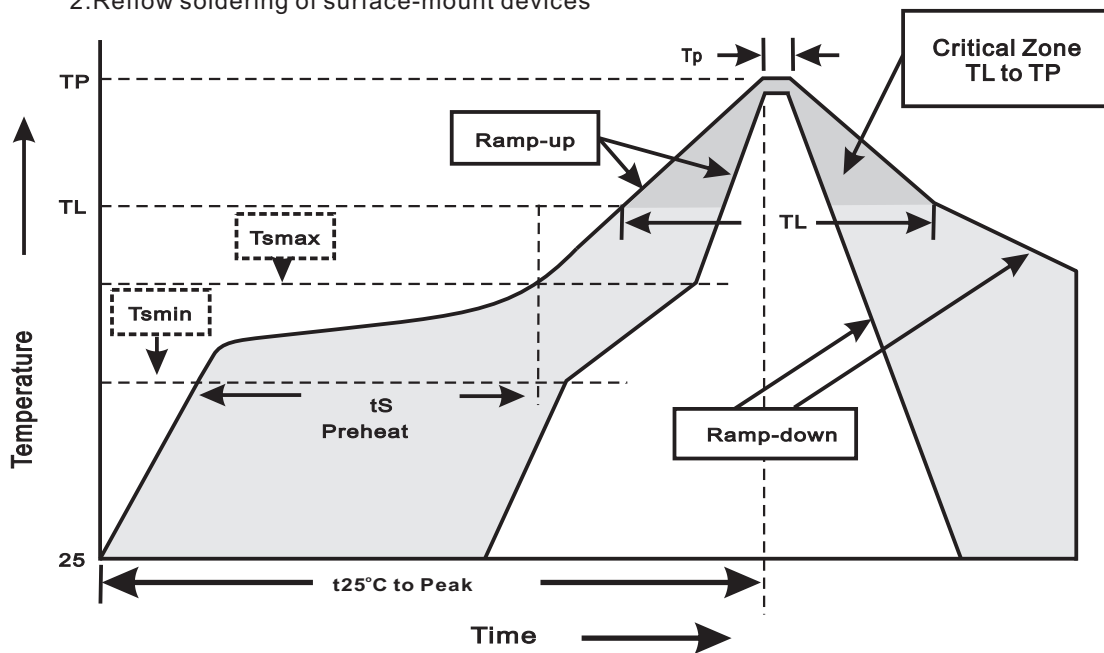 2.Reflow soldering of surface-mount devices
Tp
Critical Zone
TL to TP
TP
Ramp-up
TL
TL
Tsmax
Tsmin
tS
Preheat
Temperature
Ramp-down
25
t25°C to Peak
Time